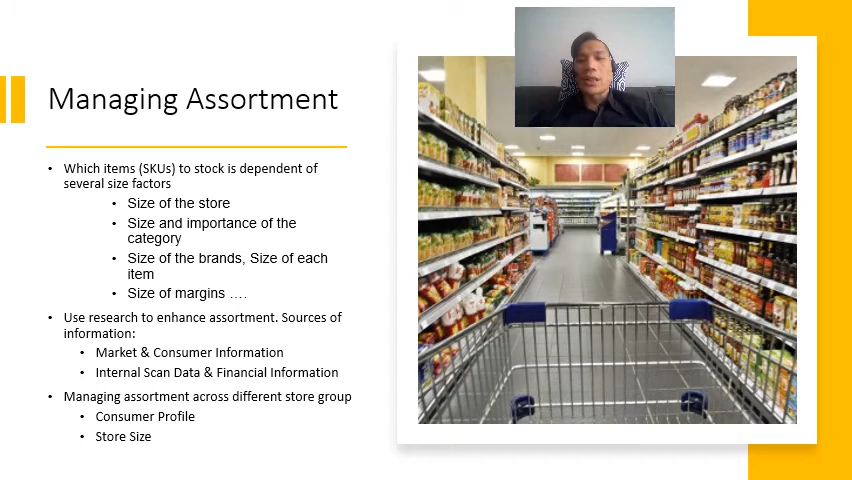 Managing Assortment
• Which items (SKUs) to stock is dependent of
several size factors
• Size of the store
• Size and importance of the
category
• Size of the brands, Size of each
item
• Size of margins ….
• Use research to enhance assortment. Sources of
information:
• Market & Consumer Information
• Internal Scan Data & Financial Information
• Managing assortment across different store group
• Consumer Profile
• Store Size